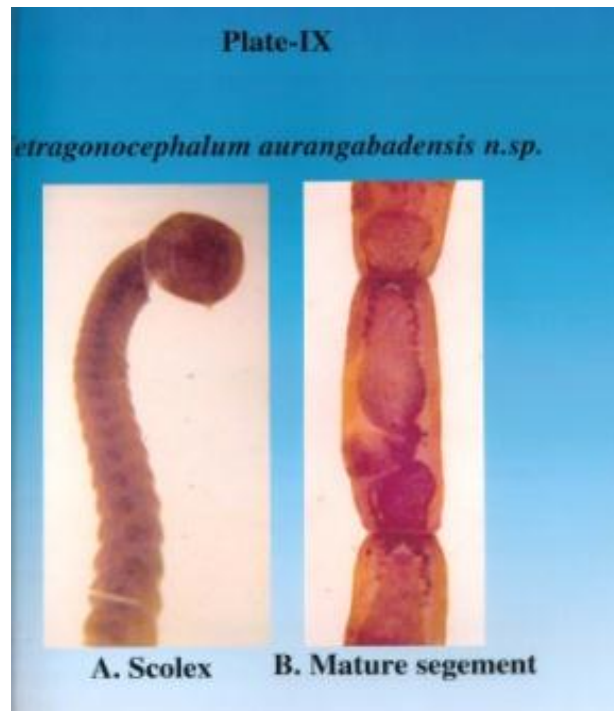 Plate-IX
etragonocephalum aurangabadensis n.sp.
A. Scolex
B. Mature segement